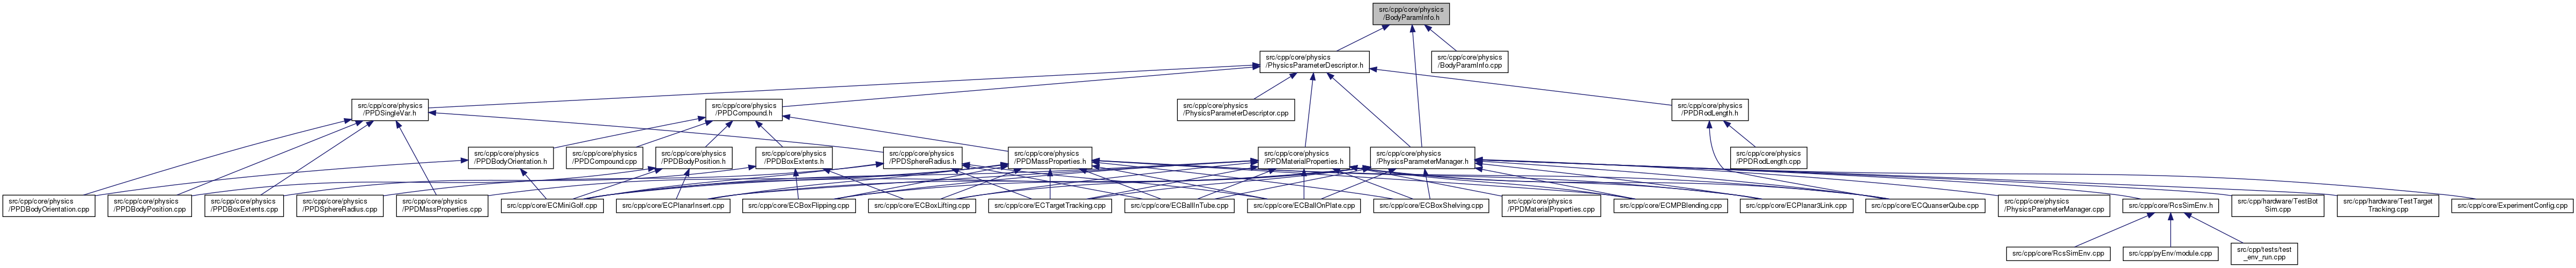 src/cpp/core/physics
/BodyParamInfo.h
src/cpp/core/physics
/PhysicsParameterDescriptor.h
src/cpp/core/physics
/BodyParamInfo.cpp
src/cpp/core/physics
/PPDSingleVar.h
src/cpp/core/physics
/PPDCompound.h
src/cpp/core/physics
/PhysicsParameterDescriptor.cpp
src/cpp/core/physics
/PPDRodLength.h
src/cpp/core/physics
/PPDBodyOrientation.h
src/cpp/core/physics
/PPDCompound.cpp
src/cpp/core/physics
/PPDBodyPosition.h
src/cpp/core/physics
/PPDBoxExtents.h
src/cpp/core/physics
/PPDSphereRadius.h
src/cpp/core/physics
/PPDMassProperties.h
src/cpp/core/physics
/PPDMaterialProperties.h
src/cpp/core/physics
/PhysicsParameterManager.h
src/cpp/core/physics
/PPDRodLength.cpp
src/cpp/core/physics
/PPDBodyOrientation.cpp
src/cpp/core/physics
/PPDBodyPosition.cpp
src/cpp/core/physics
/PPDBoxExtents.cpp
src/cpp/core/physics
/PPDSphereRadius.cpp
src/cpp/core/physics
/PPDMassProperties.cpp
src/cpp/core/ECMiniGolf.cpp
src/cpp/core/ECPlanarInsert.cpp
src/cpp/core/ECBoxFlipping.cpp
src/cpp/core/ECBoxLifting.cpp
src/cpp/core/ECTargetTracking.cpp
src/cpp/core/ECBallInTube.cpp
src/cpp/core/ECBallOnPlate.cpp
src/cpp/core/ECBoxShelving.cpp
src/cpp/core/physics
/PPDMaterialProperties.cpp
src/cpp/core/ECMPBlending.cpp
src/cpp/core/ECPlanar3Link.cpp
src/cpp/core/ECQuanserQube.cpp
src/cpp/core/physics
/PhysicsParameterManager.cpp
src/cpp/core/RcsSimEnv.h
src/cpp/hardware/TestBot
Sim.cpp
src/cpp/hardware/TestTarget
Tracking.cpp
src/cpp/core/ExperimentConfig.cpp
src/cpp/core/RcsSimEnv.cpp
src/cpp/pyEnv/module.cpp
src/cpp/tests/test
_env_run.cpp